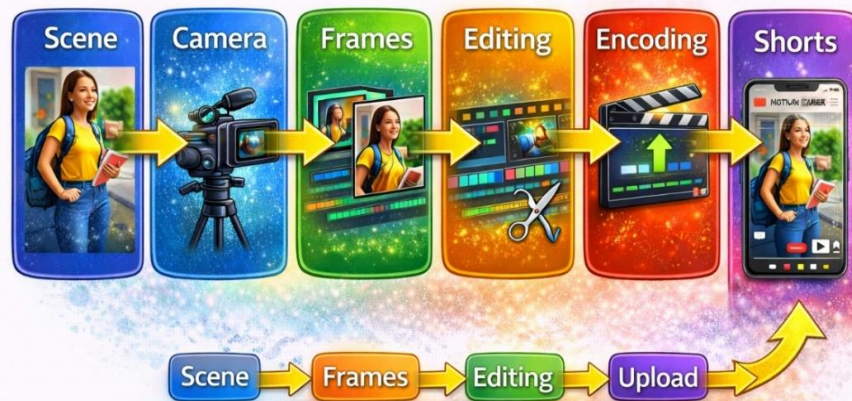 Scene
Camera
Frames
Editing
Encoding
Shorts
Scene
Frames
Editing
Upload